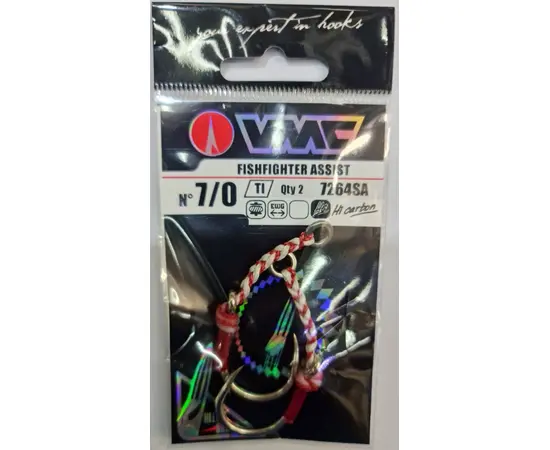 your expert in hooks
VMC
FISHFIGHTER ASSIST
N° 7/0 TI Qty 2 7264SA
EWG Hi carbon